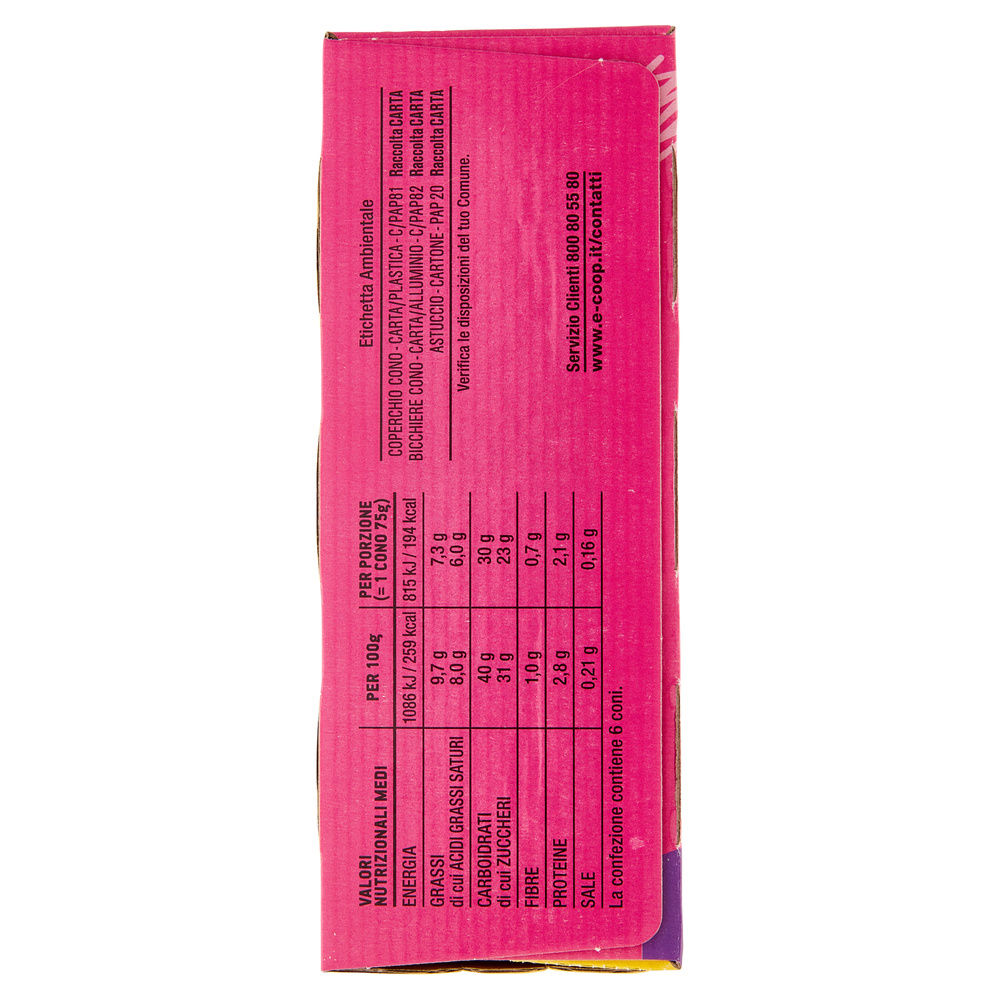 VALORI
NUTRIZIONALI MEDI
PER 100g
PER PORZIONE
(= 1 CONO 75g)
ENERGIA 1086 kJ / 259 kcal 815 kJ / 194 kcal
GRASSI 9,7 g 7,3 g
di cui ACIDI GRASSI SATURI 8,0 g 6,0 g
CARBOIDRATI 40 g 30 g
di cui ZUCCHERI 31 g 23 g
FIBRE 1,0 g 0,7 g
PROTEINE 2,8 g 2,1 g
SALE 0,21 g 0,16 g
La confezione contiene 6 coni.
Etichetta Ambientale
COPERCHIO CONO - CARTA/PLASTICA - C/PAP81 Raccolta CARTA
BICCHIERE CONO - CARTA/ALLUMINIO - C/PAP82 Raccolta CARTA
ASTUCCIO - CARTONE - PAP 20 Raccolta CARTA
Verifica le disposizioni del tuo Comune.
Servizio Clienti 800 80 55 80
www.e-coop.it/contatti